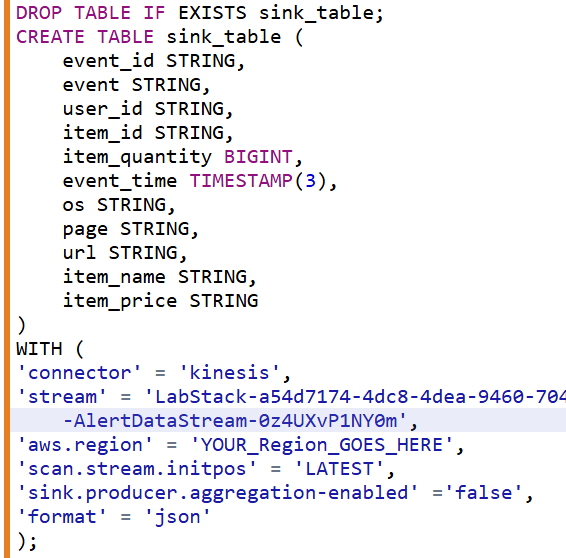 DROP TABLE IF EXISTS sink_table;
CREATE TABLE sink_table (
event_id STRING,
event STRING,
user_id STRING,
item_id STRING,
item_quantity BIGINT,
event_time TIMESTAMP(3),
os STRING,
page STRING,
url STRING,
item_name STRING,
item_price STRING
)
WITH (
'connector' = 'kinesis',
'stream' = 'LabStack-a54d7174-4dc8-4dea-9460-704
-AlertDataStream-0z4UXvP1NY0m',
'aws.region' = 'YOUR_Region_GOES_HERE',
'scan.stream.initpos' = 'LATEST',
'sink.producer.aggregation-enabled' ='false',
'format' = 'json'
);